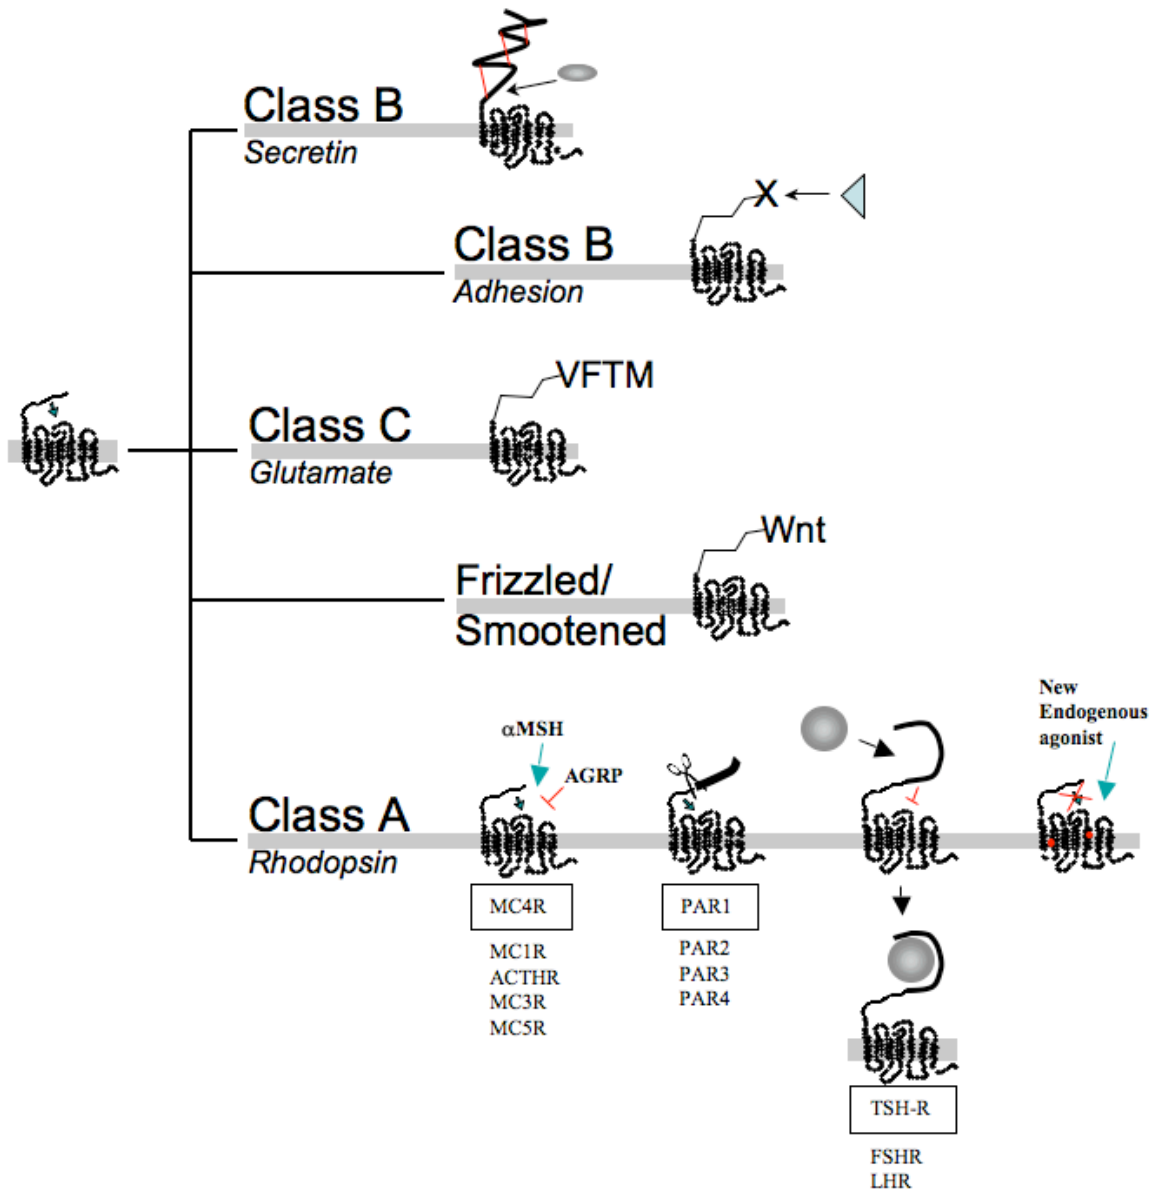 Class B
Secretin
X
Class B
Adhesion
VFTM
Class C
Glutamate
Wnt
Frizzled/
Smootened
New
Endogenous
agonist
αMSH
AGRP
Class A
Rhodopsin
MC4R
MC1R
ACTHR
MC3R
MC5R
PAR1
PAR2
PAR3
PAR4
TSH-R
FSHR
LHR